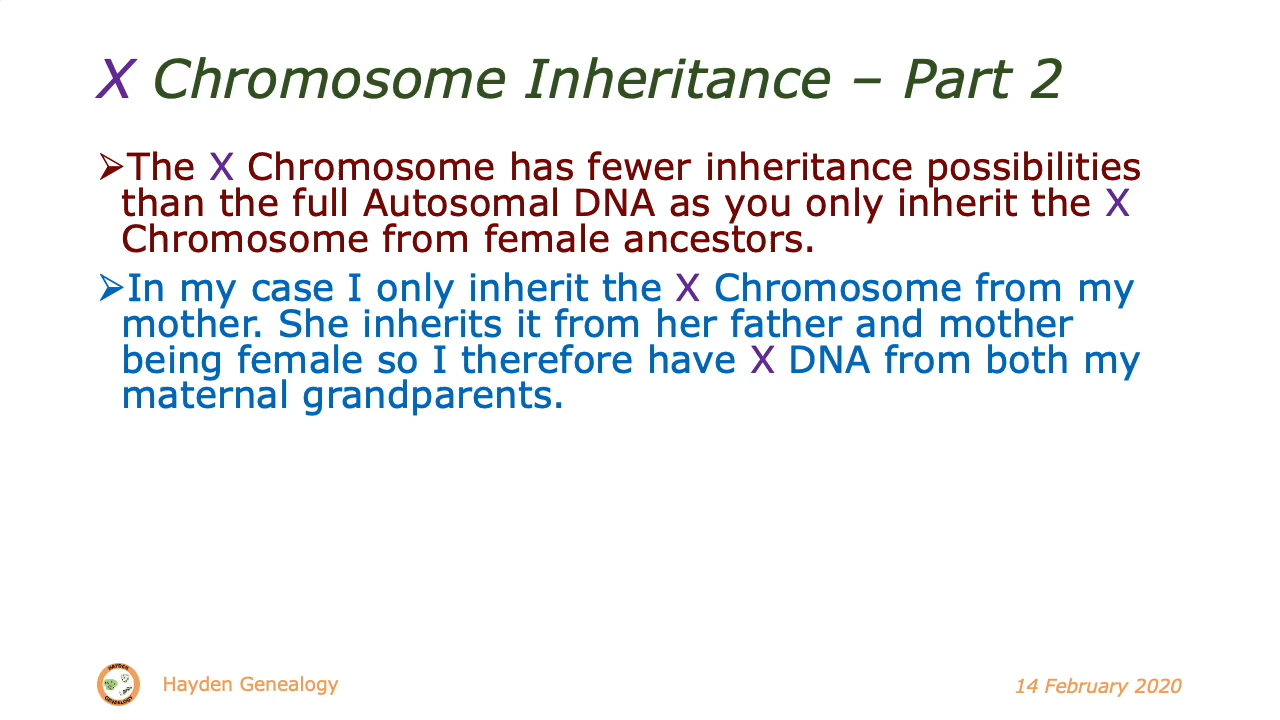 X Chromosome Inheritance – Part 2
➢The X Chromosome has fewer inheritance possibilities
than the full Autosomal DNA as you only inherit the X
Chromosome from female ancestors.
➢In my case I only inherit the X Chromosome from my
mother. She inherits it from her father and mother
being female so I therefore have X DNA from both my
maternal grandparents.
HAYDEN
GENEALOGY
Hayden Genealogy
14 February 2020